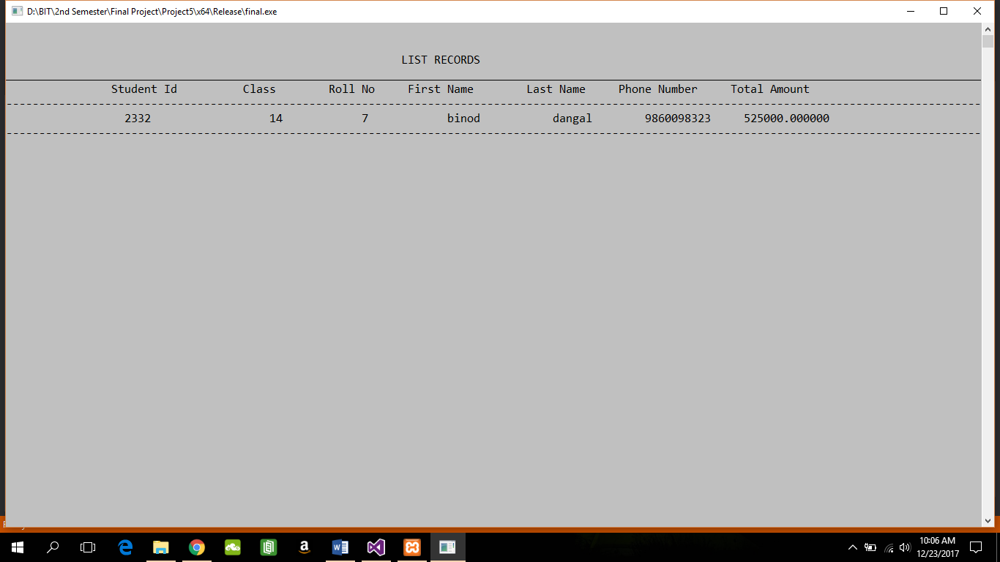 D:\BIT\2nd Semester\Final Project\Project5\x64\Release\final.exe
LIST RECORDS
Student Id Class Roll No First Name Last Name Phone Number Total Amount
2332 14 7 binod dangal 9860098323 525000.000000
10:06 AM
12/23/2017